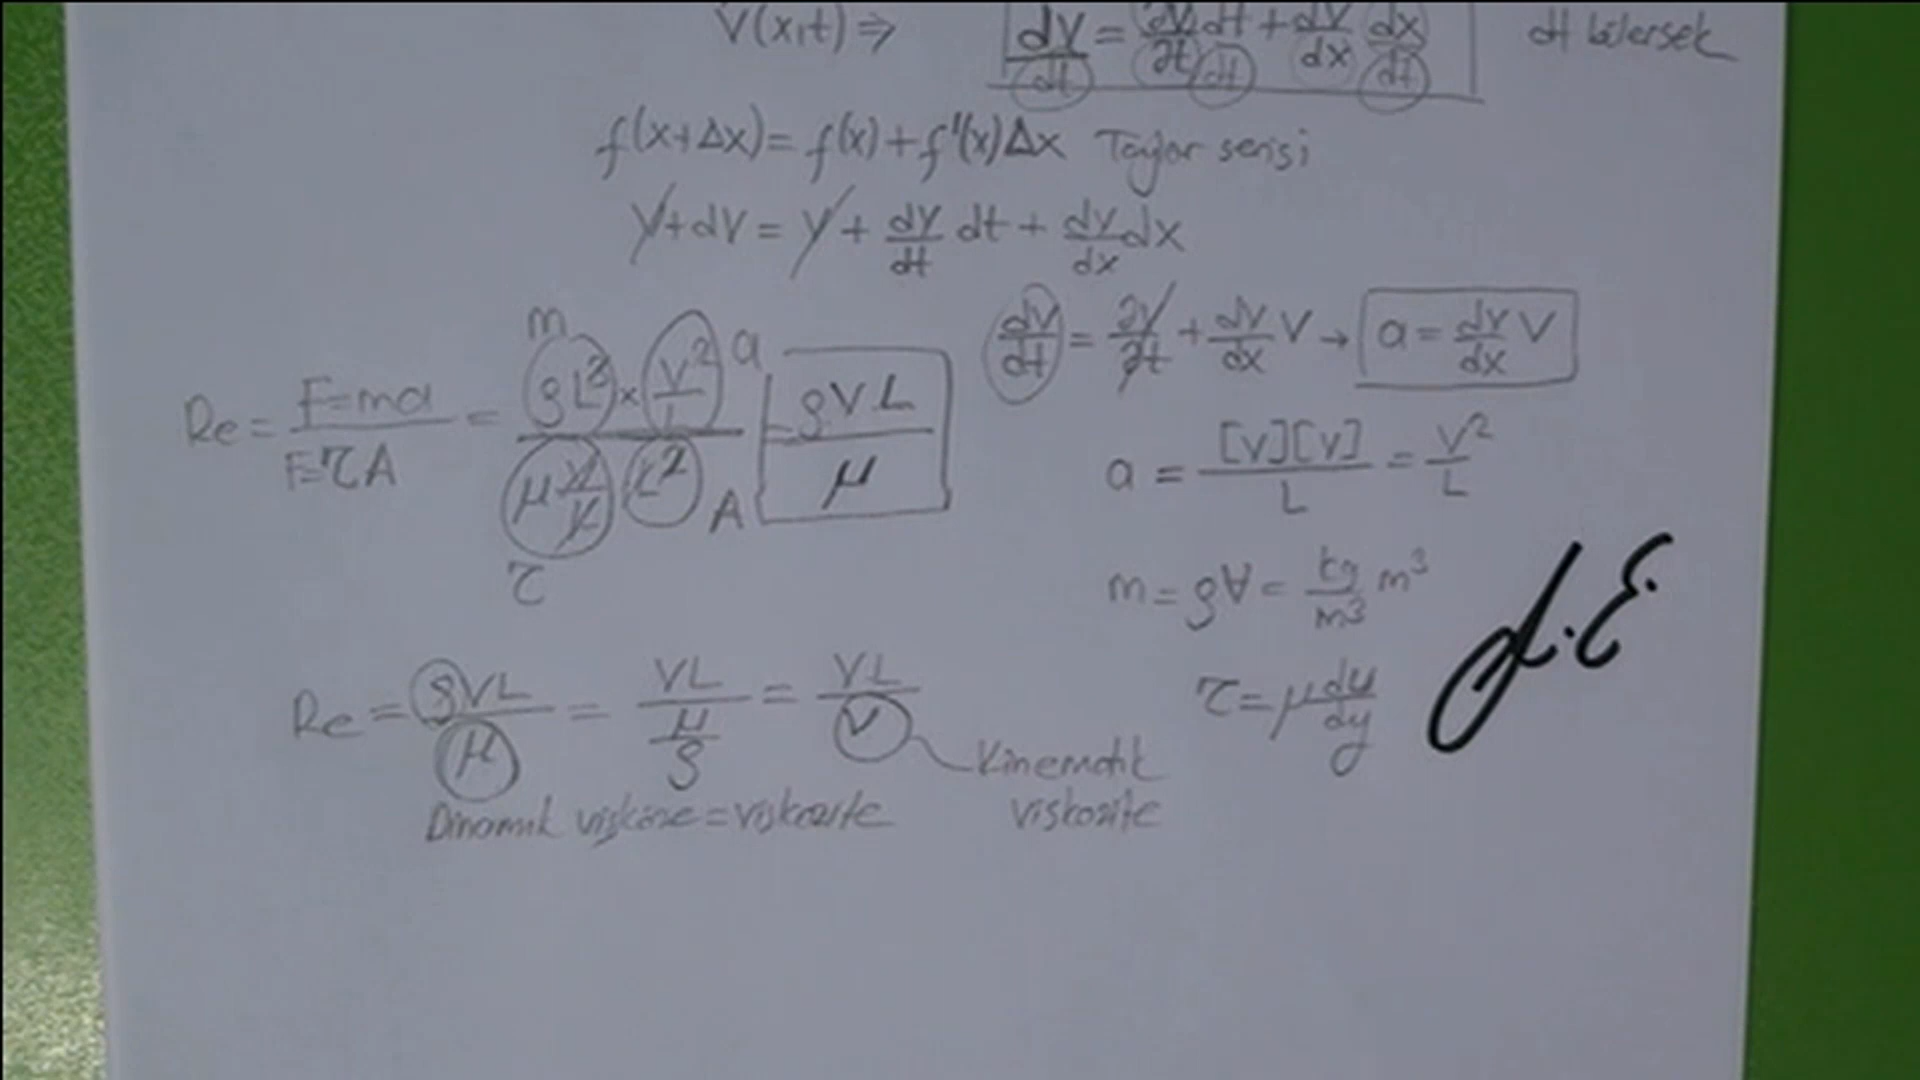 V(x,t) ⇒ dV/dt = ∂V/∂t dt/dt + dV/dx dx/dt dt bölersek
f(x+Δx) = f(x) + f'(x)Δx Taylor serisi
V + dV = V + dV/dt dt + dV/dx dx
dV/dt = ∂V/∂t + dV/dx V → a = dV/dx V
m a
Re = F=ma / F=τA = ρL³ x V²/L / μ V/L L² = ρVL / μ
τ A
a = [V][V] / L = V²/L
m = ρV = kg/m³ m³
τ = μ du/dy
Re = ρVL/μ = VL / μ/ρ = VL/ν
Kinematik
viskozite
Dinamik viskoze = viskozite
d.E